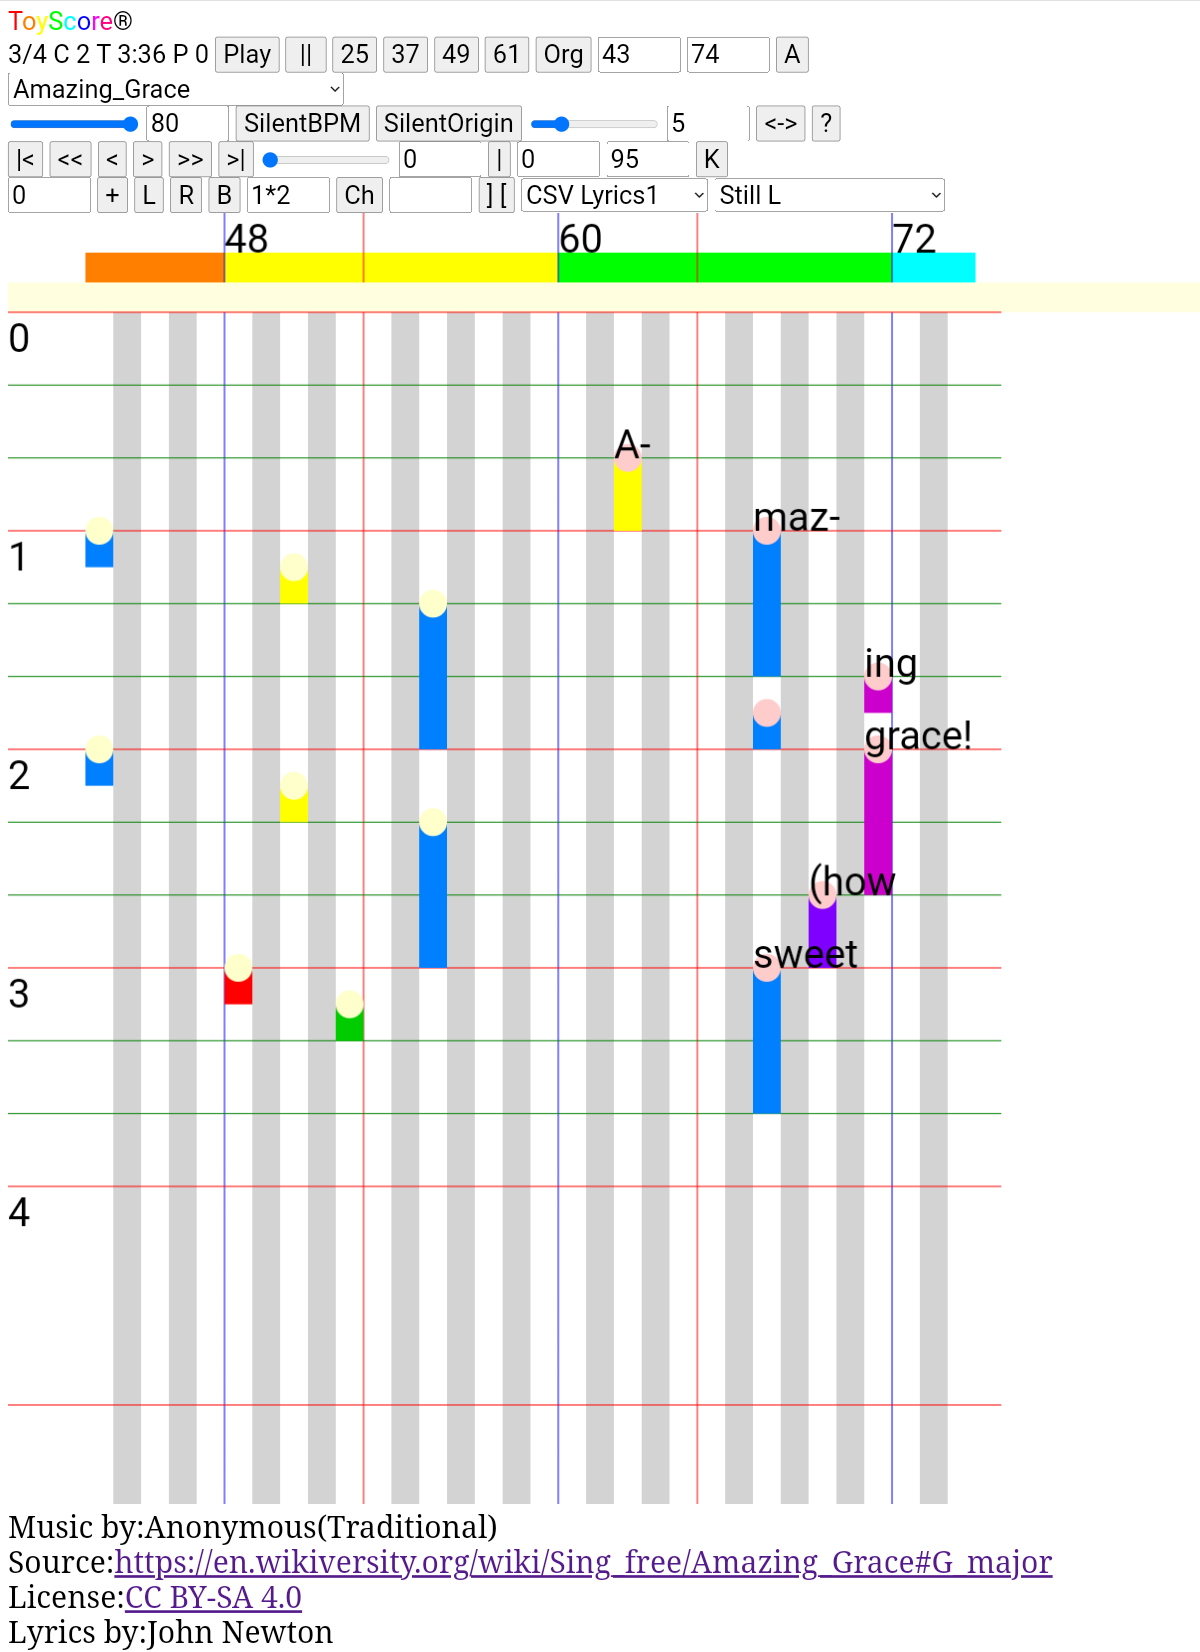 ToyScore®
3/4 C 2 T 3:36 P 0 Play || 25 37 49 61 Org 43 74 A
Amazing_Grace
80 SilentBPM SilentOrigin 5 <-> ?
|< << < > >> >| 0 | 0 95 K
0 + L R B 1*2 Ch ] [ CSV Lyrics1 Still L
48 60 72
0
A-
maz-
1
ing
grace!
2
(how
sweet
3
4
Music by:Anonymous(Traditional)
Source:https://en.wikiversity.org/wiki/Sing_free/Amazing_Grace#G_major
License:CC BY-SA 4.0
Lyrics by:John Newton